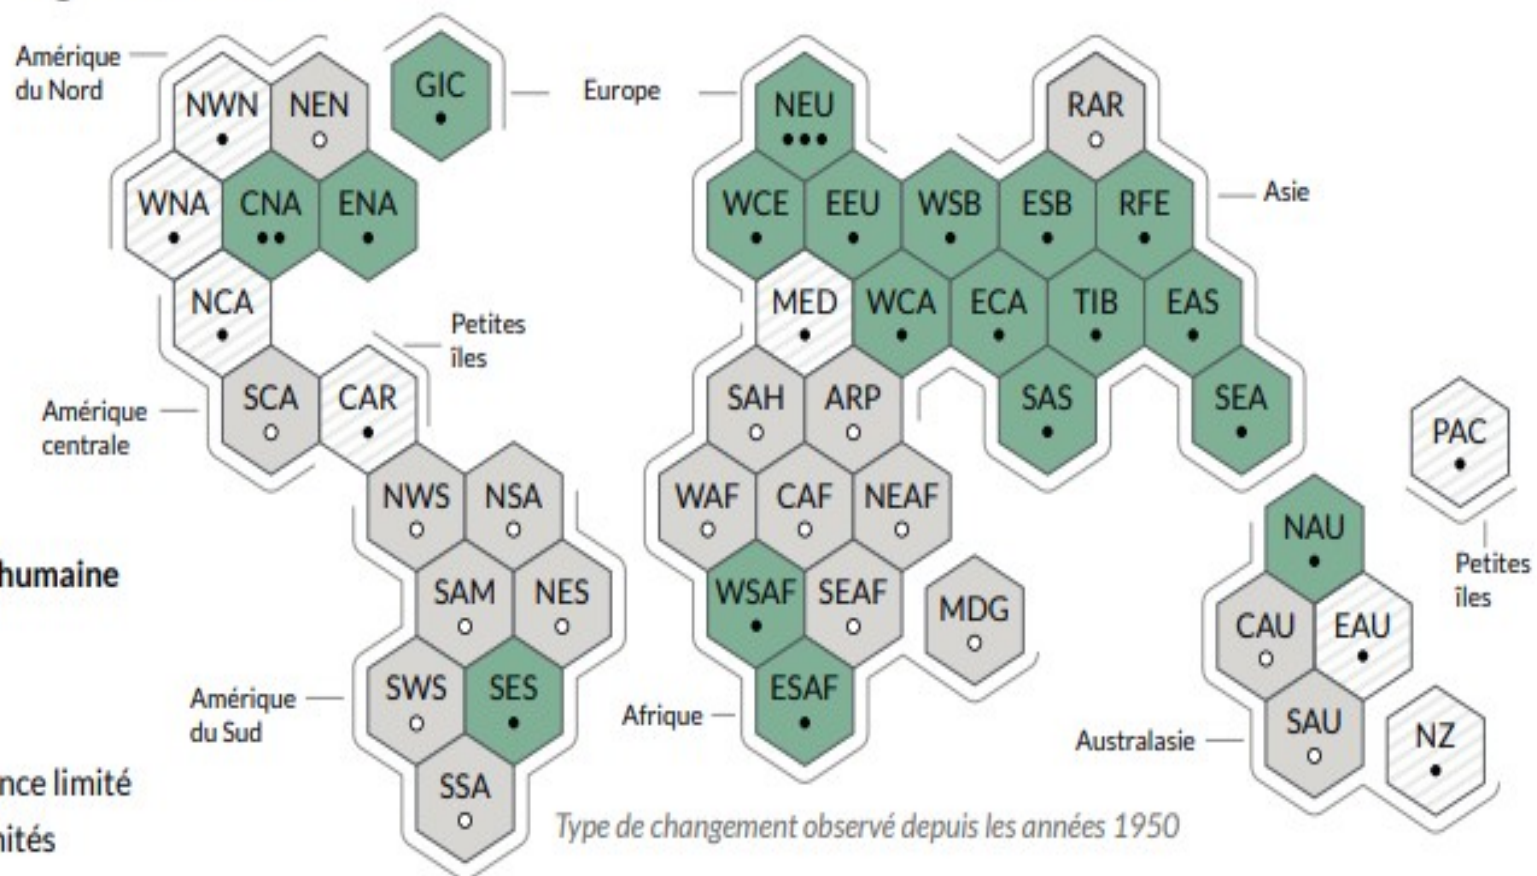 Amérique
du Nord
NWN
NEN
GIC
Europe
NEU
RAR
WNA
CNA
ENA
WCE
EEU
WSB
ESB
RFE
Asie
NCA
MED
WCA
ECA
TIB
EAS
Petites
îles
SCA
CAR
SAH
ARP
SAS
SEA
PAC
Amérique
centrale
NWS
NSA
WAF
CAF
NEAF
NAU
Petites
îles
humaine
SAM
NES
WSAF
SEAF
MDG
CAU
EAU
SWS
SES
ESAF
SAU
NZ
Amérique
du Sud
Afrique
Australasie
nce limité
SSA
Type de changement observé depuis les années 1950
mités